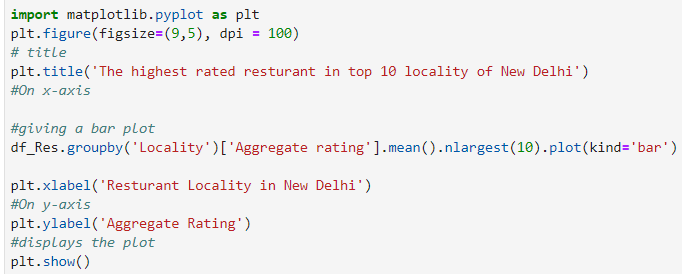 import matplotlib.pyplot as plt
plt.figure(figsize=(9,5), dpi = 100)
# title
plt.title('The highest rated resturant in top 10 locality of New Delhi')
#On x-axis
#giving a bar plot
df_Res.groupby('Locality')['Aggregate rating'].mean().nlargest(10).plot(kind='bar')
plt.xlabel('Resturant Locality in New Delhi')
#On y-axis
plt.ylabel('Aggregate Rating')
#displays the plot
plt.show()